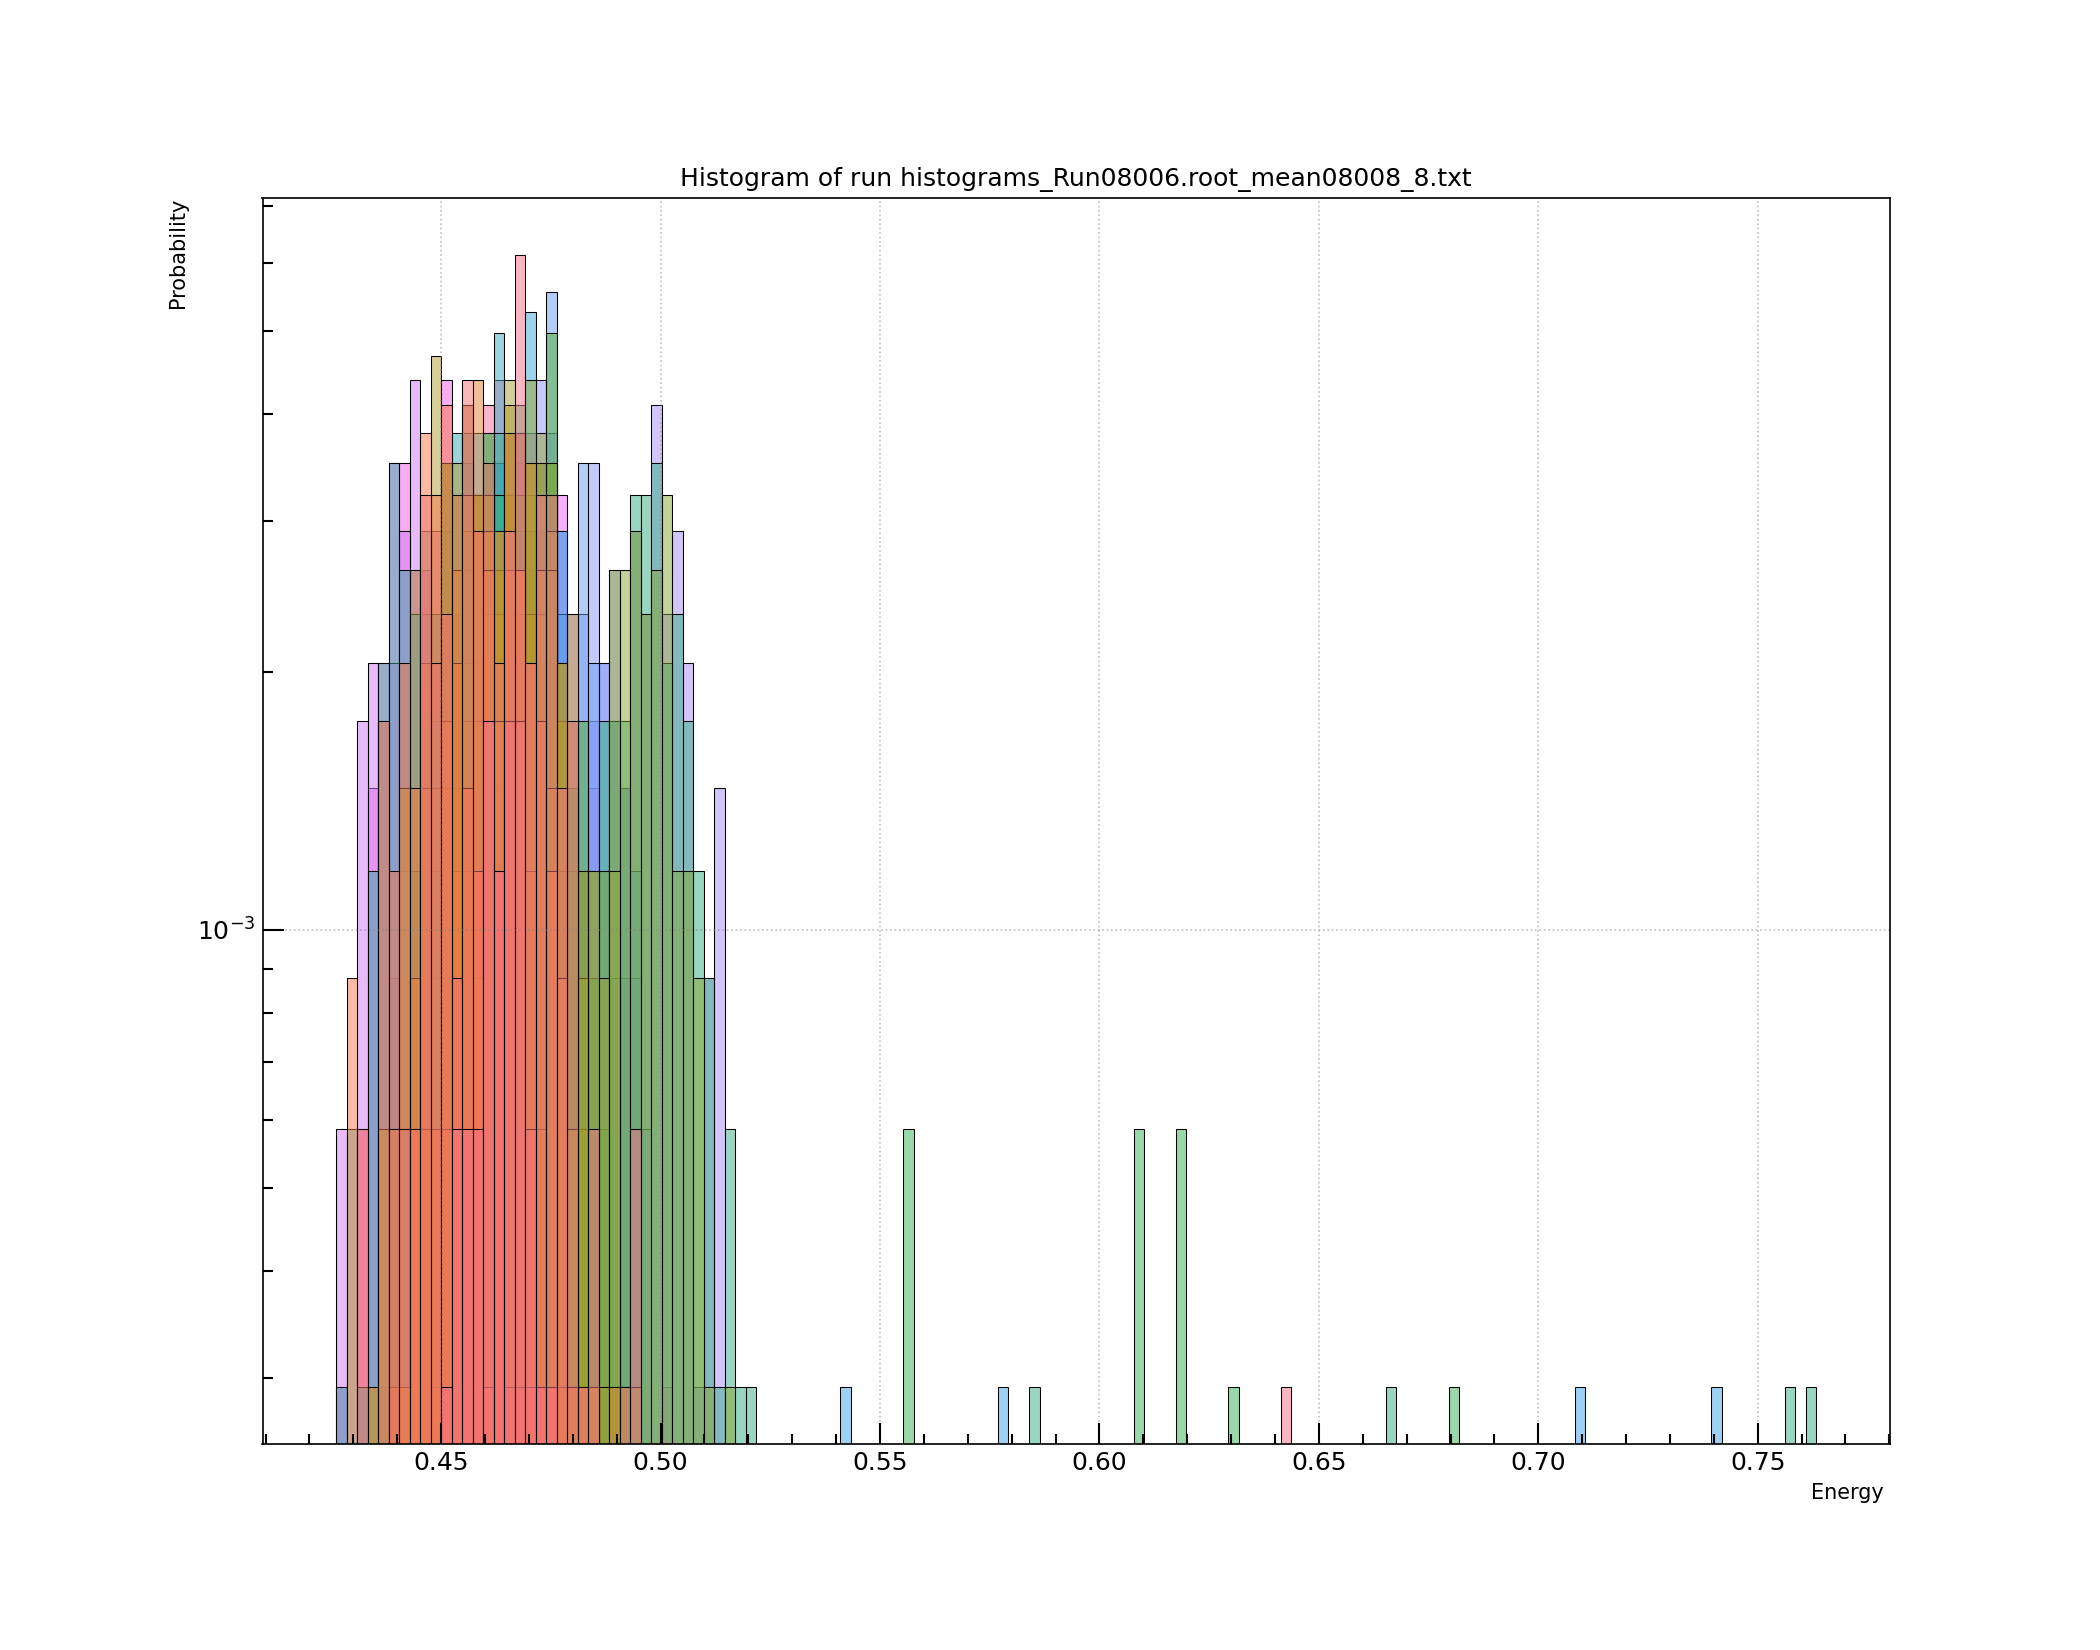 Histogram of run histograms_Run08006.root_mean08008_8.txt
Probability
10⁻³
0.45 0.50 0.55 0.60 0.65 0.70 0.75
Energy